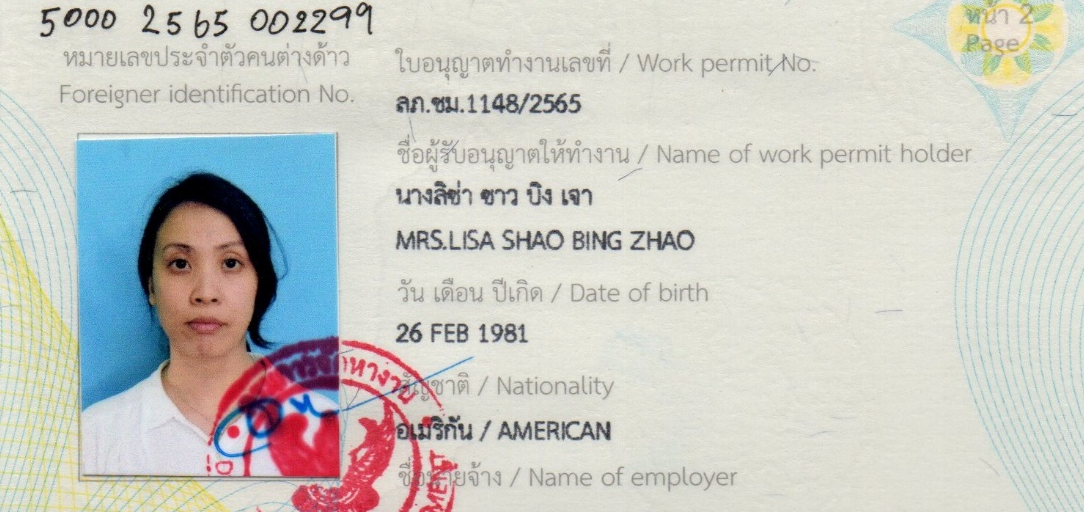 5000 2565 002299
หน้า 2
Page
หมายเลขประจำตัวคนต่างด้าว
Foreigner identification No.
ใบอนุญาตทำงานเลขที่ / Work permit No.
ลภ.ชม.1148/2565
ชื่อผู้รับอนุญาตให้ทำงาน / Name of work permit holder
นางลิซ่า ชาว บิง เจา
MRS.LISA SHAO BING ZHAO
วัน เดือน ปีเกิด / Date of birth
26 FEB 1981
สัญชาติ / Nationality
อเมริกัน / AMERICAN
ชื่อนายจ้าง / Name of employer